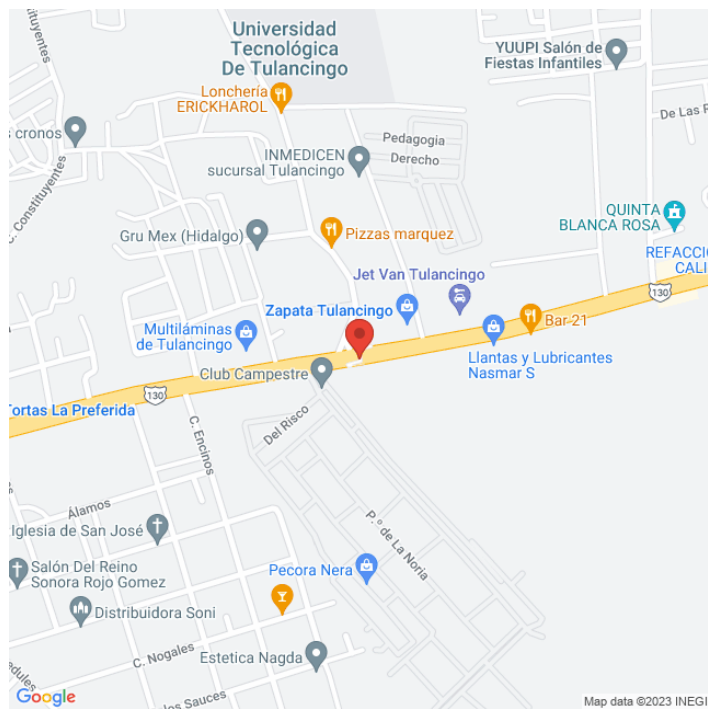 Universidad
Tecnológica
De Tulancingo
YUUPI Salón de
Fiestas Infantiles
Lonchería
ERICKHAROL
De Las R
s cronos
Pedagogia
Derecho
INMEDICEN
sucursal Tulancingo
C. Constituyentes
QUINTA
BLANCA ROSA
Gru Mex (Hidalgo)
Pizzas marquez
REFACCIO
CALI
Jet Van Tulancingo
130
Zapata Tulancingo
Bar 21
Multiláminas
de Tulancingo
Llantas y Lubricantes
Nasmar S
Club Campestre
130
Tortas La Preferida
C. Encinos
Del Risco
Álamos
P.º de La Noria
Iglesia de San José
Salón Del Reino
Sonora Rojo Gomez
Pecora Nera
Distribuidora Soni
C. Nogales
Estetica Nagda
edules
los Sauces
Google
Map data ©2023 INEGI